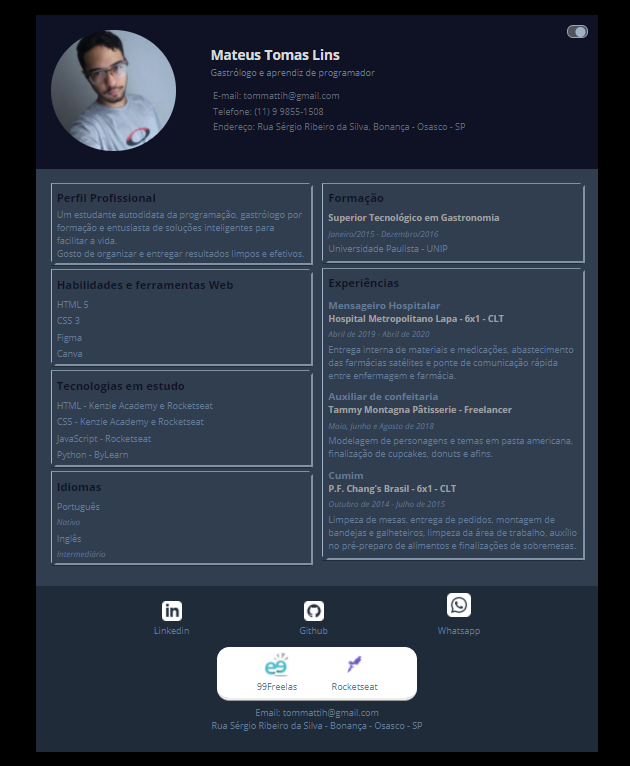 Mateus Tomas Lins
Gastrólogo e aprendiz de programador
E-mail: tommattih@gmail.com
Telefone: (11) 9 9855-1508
Endereço: Rua Sérgio Ribeiro da Silva, Bonança - Osasco - SP
Perfil Profissional
Um estudante autodidata da programação, gastrólogo por
formação e entusiasta de soluções inteligentes para
facilitar a vida.
Gosto de organizar e entregar resultados limpos e efetivos.
Habilidades e ferramentas Web
HTML 5
CSS 3
Figma
Canva
Tecnologias em estudo
HTML - Kenzie Academy e Rocketseat
CSS - Kenzie Academy e Rocketseat
JavaScript - Rocketseat
Python - ByLearn
Idiomas
Português
Nativo
Inglês
Intermediário
Formação
Superior Tecnológico em Gastronomia
Janeiro/2015 - Dezembro/2016
Universidade Paulista - UNIP
Experiências
Mensageiro Hospitalar
Hospital Metropolitano Lapa - 6x1 - CLT
Abril de 2019 - Abril de 2020
Entrega interna de materiais e medicações, abastecimento
das farmácias satélites e ponte de comunicação rápida
entre enfermagem e farmácia.
Auxiliar de confeitaria
Tammy Montagna Pâtisserie - Freelancer
Maio, Junho e Agosto de 2018
Modelagem de personagens e temas em pasta americana,
finalização de cupcakes, donuts e afins.
Cumim
P.F. Chang's Brasil - 6x1 - CLT
Outubro de 2014 - Julho de 2015
Limpeza de mesas, entrega de pedidos, montagem de
bandejas e galheteiros, limpeza da área de trabalho, auxílio
no pré-preparo de alimentos e finalizações de sobremesas.
Linkedin
Github
Whatsapp
99Freelas
Rocketseat
Email: tommattih@gmail.com
Rua Sérgio Ribeiro da Silva, Bonança - Osasco - SP